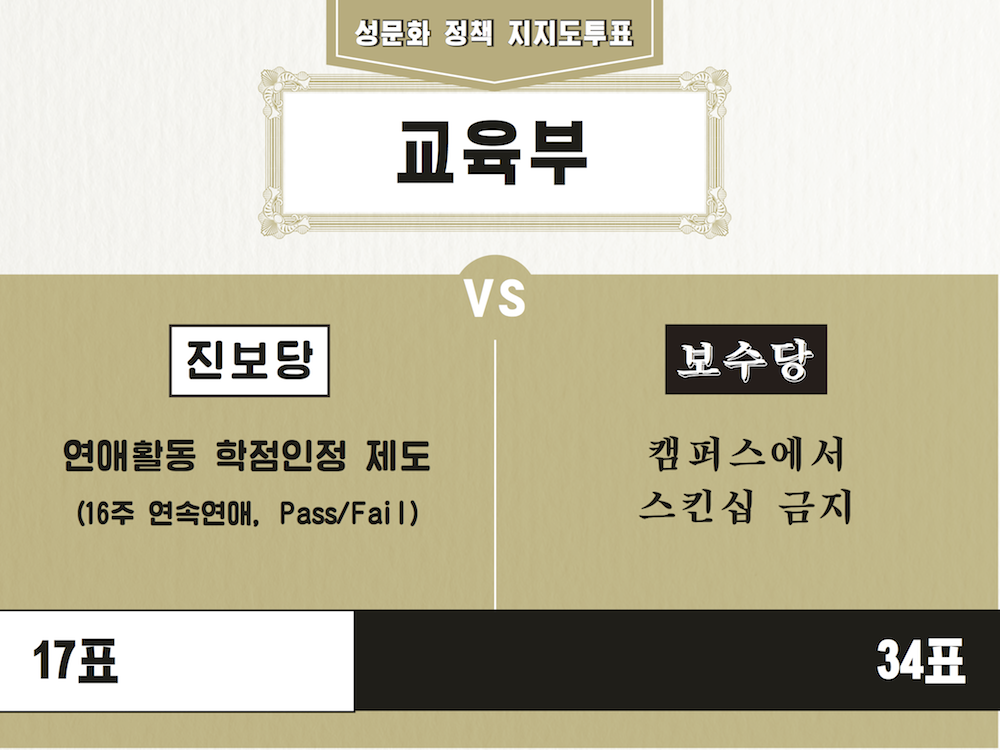 성문화 정책 지지도투표
교육부
VS
진보당
연애활동 학점인정 제도
(16주 연속연애, Pass/Fail)
보수당
캠퍼스에서
스킨십 금지
17표
34표